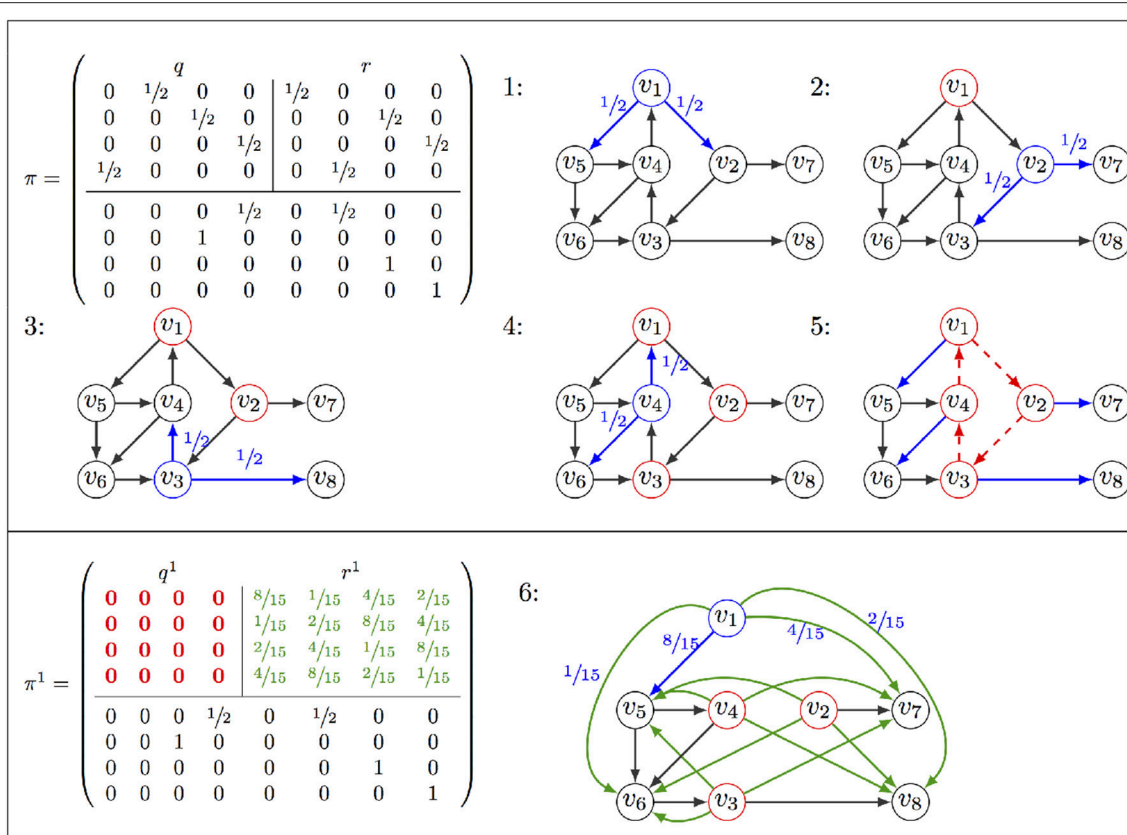 q r
π =
0 1/2 0 0 1/2 0 0 0
0 0 1/2 0 0 0 1/2 0
0 0 0 1/2 0 0 0 1/2
1/2 0 0 0 0 1/2 0 0
0 0 0 1/2 0 1/2 0 0
0 0 1 0 0 0 0 0
0 0 0 0 0 0 1 0
0 0 0 0 0 0 0 1
1:
v1
1/2 1/2
v5 v4 v2 v7
v6 v3 v8
2:
v1
1/2
v5 v4 v2 v7
1/2
v6 v3 v8
3:
v1
v5 v4 v2 v7
1/2 1/2
v6 v3 v8
4:
v1
1/2
v5 v4 v2 v7
1/2
v6 v3 v8
5:
v1
v5 v4 v2 v7
v6 v3 v8
q¹ r¹
π¹ =
0 0 0 0 8/15 1/15 4/15 2/15
0 0 0 0 1/15 2/15 8/15 4/15
0 0 0 0 2/15 4/15 1/15 8/15
0 0 0 0 4/15 8/15 2/15 1/15
0 0 0 1/2 0 1/2 0 0
0 0 1 0 0 0 0 0
0 0 0 0 0 0 1 0
0 0 0 0 0 0 0 1
6:
v1
1/15 8/15 4/15 2/15
v5 v4 v2 v7
v6 v3 v8